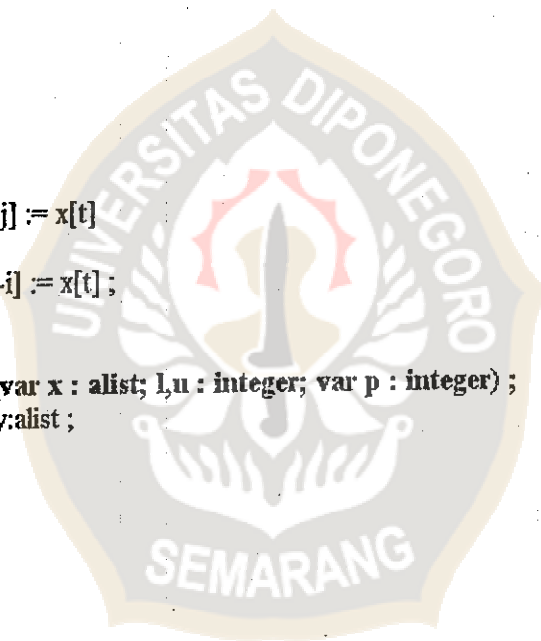 j] := x[t]
-i] := x[t] ;
var x : alist; l,u : integer; var p : integer) ;
:alist ;
UNIVERSITAS DIPONEGORO
SEMARANG